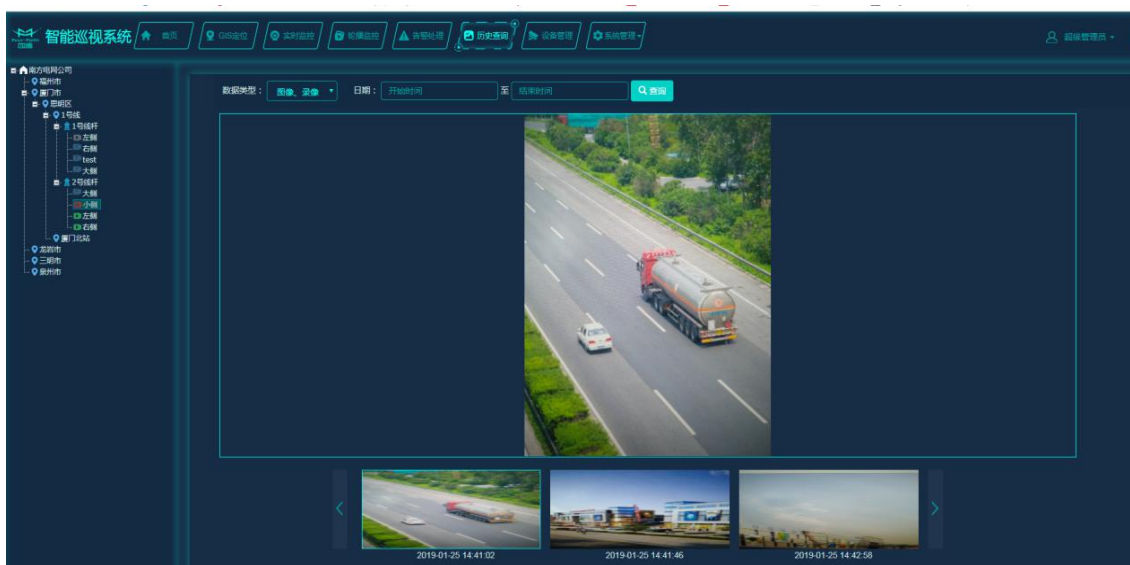 智能巡视系统
首页
GIS定位
实时监控
轮播监控
告警处理
历史查询
设备管理
系统管理
超级管理员
南方电网公司
福州市
厦门市
思明区
1号线
1号线杆
左侧
右侧
test
大侧
2号线杆
大侧
小侧
左侧
右侧
厦门北站
龙岩市
三明市
泉州市
数据类型： 图像、录像 日期： 开始时间 至 结束时间 查询
2019-01-25 14:41:02 2019-01-25 14:41:46 2019-01-25 14:42:58